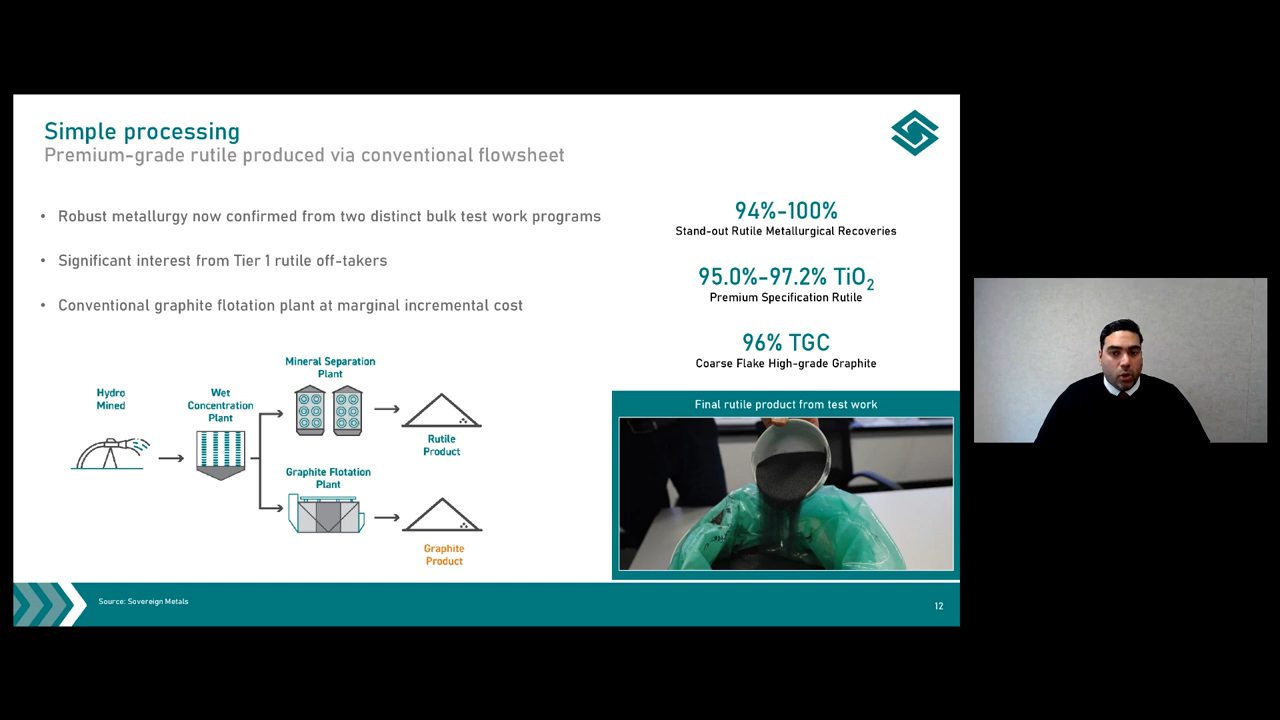 Simple processing
Premium-grade rutile produced via conventional flowsheet
• Robust metallurgy now confirmed from two distinct bulk test work programs
• Significant interest from Tier 1 rutile off-takers
• Conventional graphite flotation plant at marginal incremental cost
94%-100%
Stand-out Rutile Metallurgical Recoveries
95.0%-97.2% TiO₂
Premium Specification Rutile
96% TGC
Coarse Flake High-grade Graphite
Hydro
Mined
Wet
Concentration
Plant
Mineral Separation
Plant
Rutile
Product
Graphite Flotation
Plant
Graphite
Product
Final rutile product from test work
Source: Sovereign Metals
12